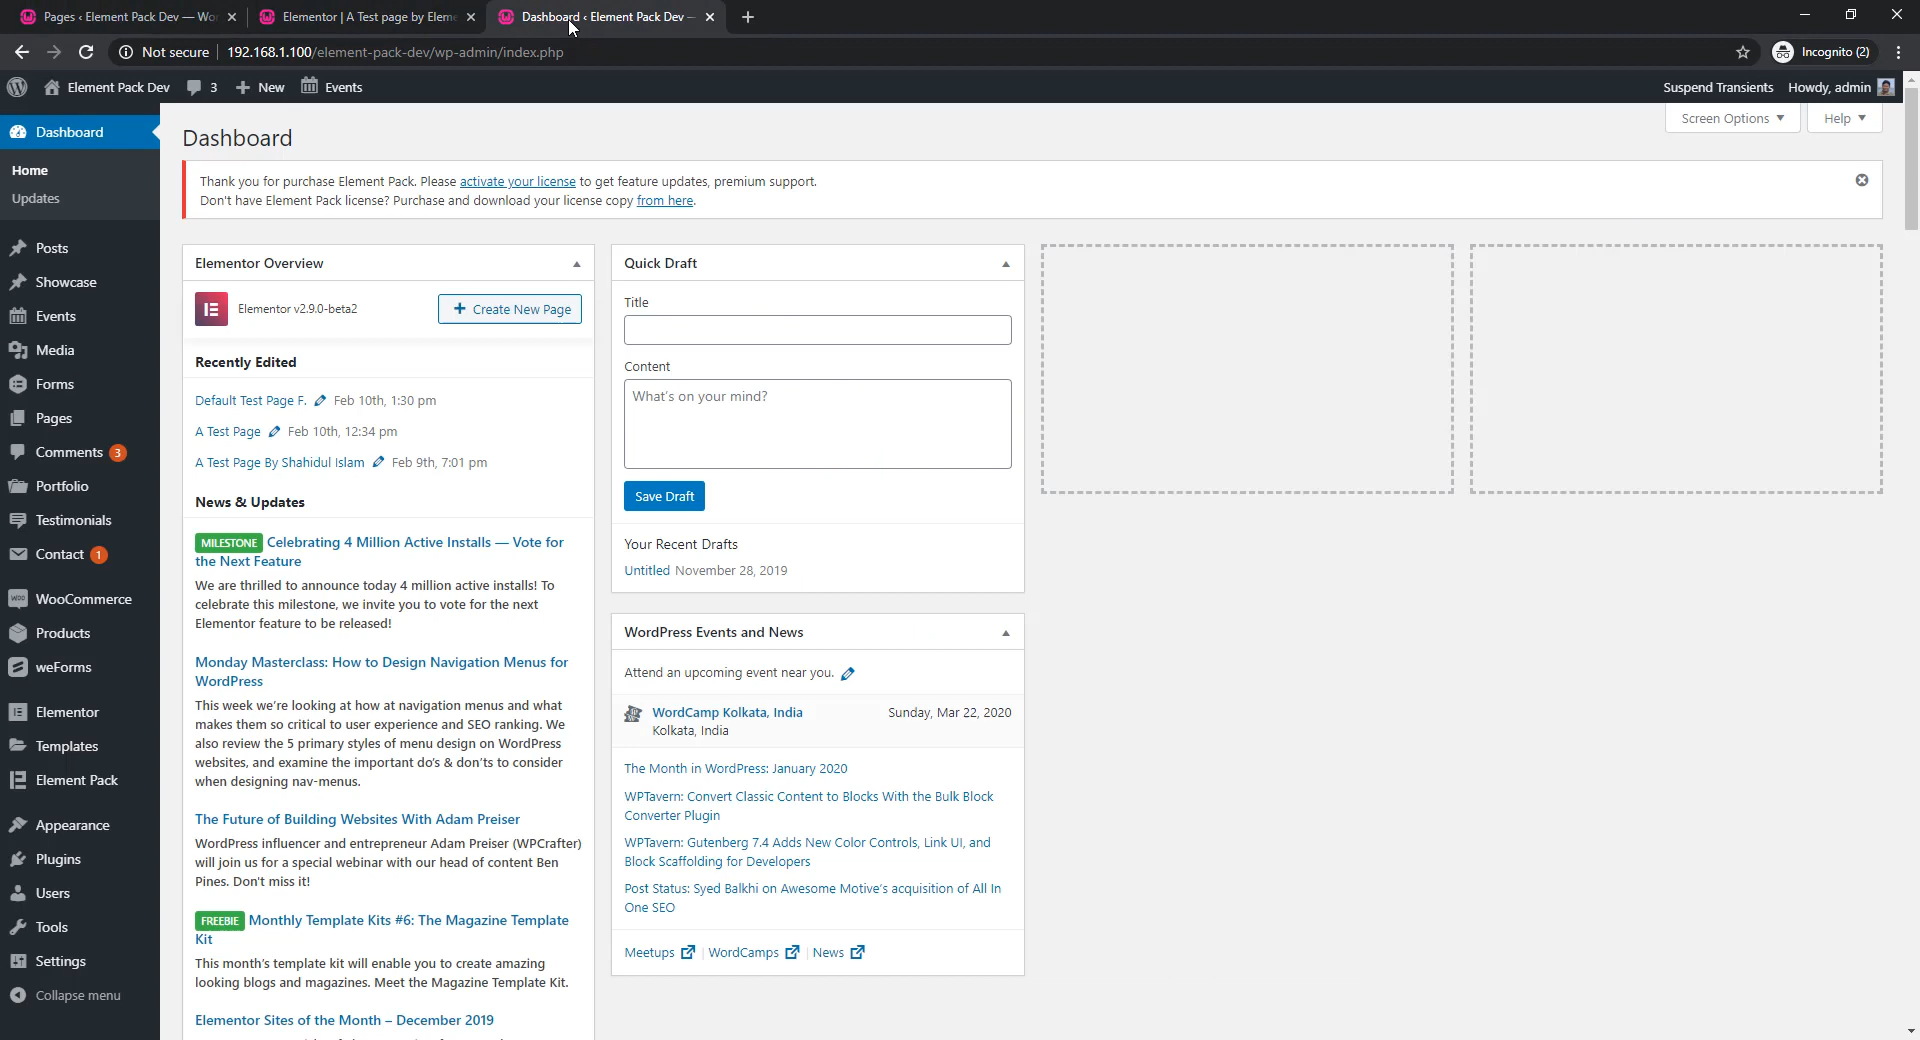 Pages ‹ Element Pack Dev — Wor
Elementor | A Test page by Eleme
Dashboard ‹ Element Pack Dev —
Not secure
192.168.1.100/element-pack-dev/wp-admin/index.php
Incognito (2)
Element Pack Dev
3
New
Events
Suspend Transients
Howdy, admin
Dashboard
Home
Updates
Posts
Showcase
Events
Media
Forms
Pages
Comments 3
Portfolio
Testimonials
Contact 1
WooCommerce
Products
weForms
Elementor
Templates
Element Pack
Appearance
Plugins
Users
Tools
Settings
Collapse menu
Dashboard
Screen Options
Help
Thank you for purchase Element Pack. Please activate your license to get feature updates, premium support.
Don't have Element Pack license? Purchase and download your license copy from here.
Elementor Overview
Elementor v2.9.0-beta2
Create New Page
Recently Edited
Default Test Page F. Feb 10th, 1:30 pm
A Test Page Feb 10th, 12:34 pm
A Test Page By Shahidul Islam Feb 9th, 7:01 pm
News & Updates
MILESTONE Celebrating 4 Million Active Installs — Vote for
the Next Feature
We are thrilled to announce today 4 million active installs! To
celebrate this milestone, we invite you to vote for the next
Elementor feature to be released!
Monday Masterclass: How to Design Navigation Menus for
WordPress
This week we're looking at how at navigation menus and what
makes them so critical to user experience and SEO ranking. We
also review the 5 primary styles of menu design on WordPress
websites, and examine the important do's & don'ts to consider
when designing nav-menus.
The Future of Building Websites With Adam Preiser
WordPress influencer and entrepreneur Adam Preiser (WPCrafter)
will join us for a special webinar with our head of content Ben
Pines. Don't miss it!
FREEBIE Monthly Template Kits #6: The Magazine Template
Kit
This month's template kit will enable you to create amazing
looking blogs and magazines. Meet the Magazine Template Kit.
Elementor Sites of the Month – December 2019
Quick Draft
Title
Content
What's on your mind?
Save Draft
Your Recent Drafts
Untitled November 28, 2019
WordPress Events and News
Attend an upcoming event near you.
WordCamp Kolkata, India Sunday, Mar 22, 2020
Kolkata, India
The Month in WordPress: January 2020
WPTavern: Convert Classic Content to Blocks With the Bulk Block
Converter Plugin
WPTavern: Gutenberg 7.4 Adds New Color Controls, Link UI, and
Block Scaffolding for Developers
Post Status: Syed Balkhi on Awesome Motive's acquisition of All In
One SEO
Meetups | WordCamps | News